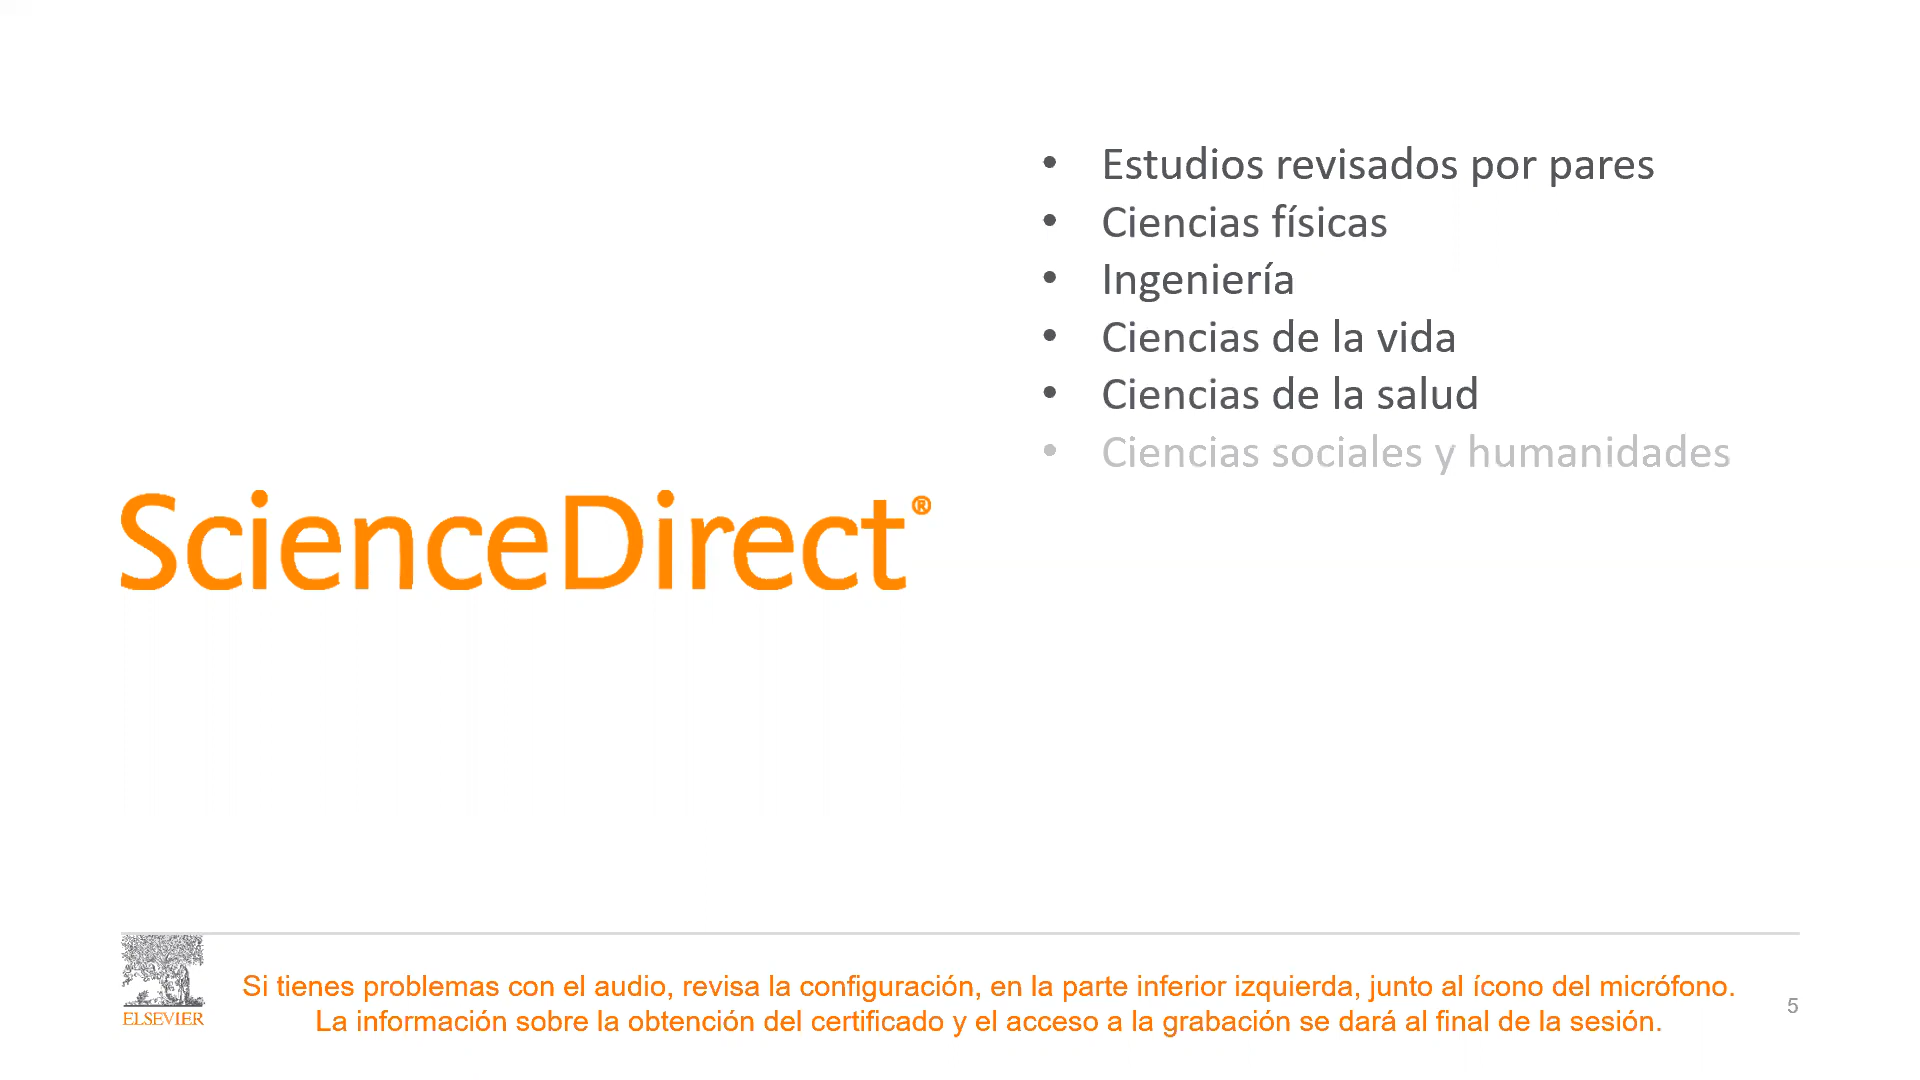 • Estudios revisados por pares
• Ciencias físicas
• Ingeniería
• Ciencias de la vida
• Ciencias de la salud
• Ciencias sociales y humanidades
ScienceDirect®
ELSEVIER
Si tienes problemas con el audio, revisa la configuración, en la parte inferior izquierda, junto al ícono del micrófono.
La información sobre la obtención del certificado y el acceso a la grabación se dará al final de la sesión.
5